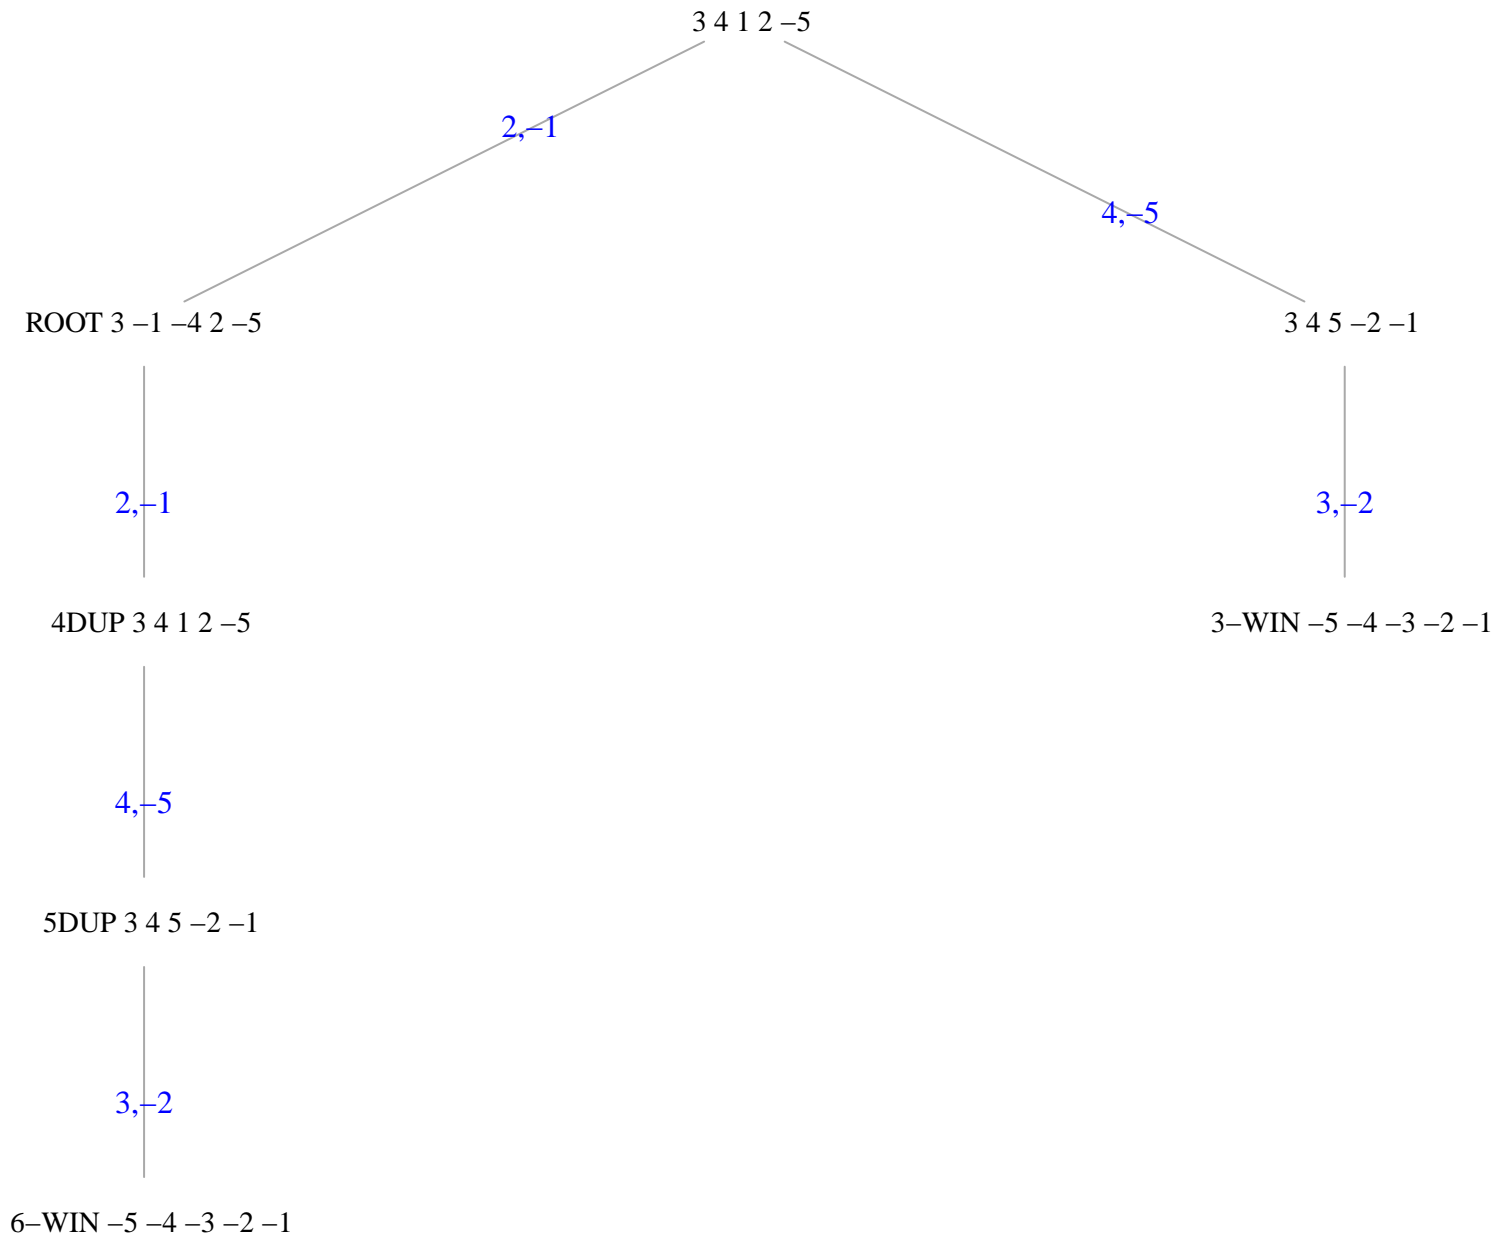 3 4 1 2 –5
2,–1
4,–5
ROOT 3 –1 –4 2 –5
3 4 5 –2 –1
2,–1
3,–2
4DUP 3 4 1 2 –5
3–WIN –5 –4 –3 –2 –1
4,–5
5DUP 3 4 5 –2 –1
3,–2
6–WIN –5 –4 –3 –2 –1